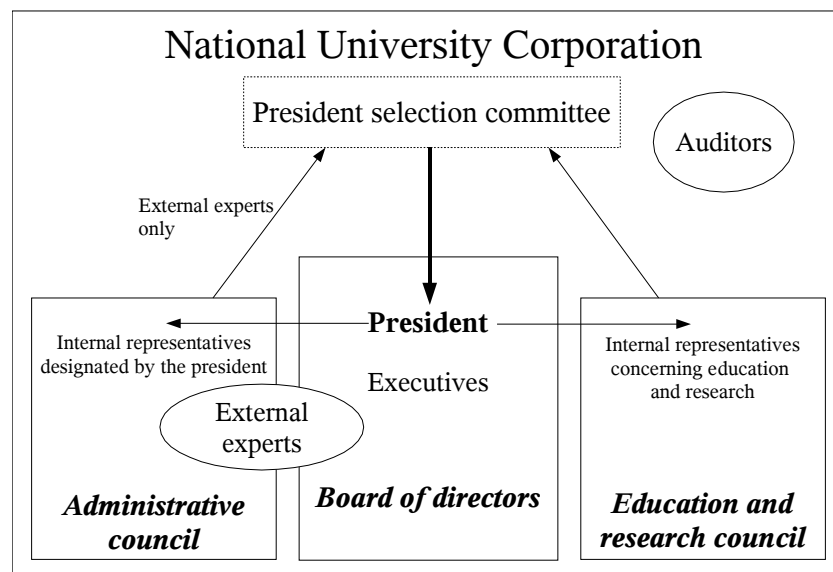 National University Corporation
President selection committee
Auditors
External experts
only
President
Internal representatives
designated by the president
Executives
Internal representatives
concerning education
and research
External
experts
Administrative
council
Board of directors
Education and
research council